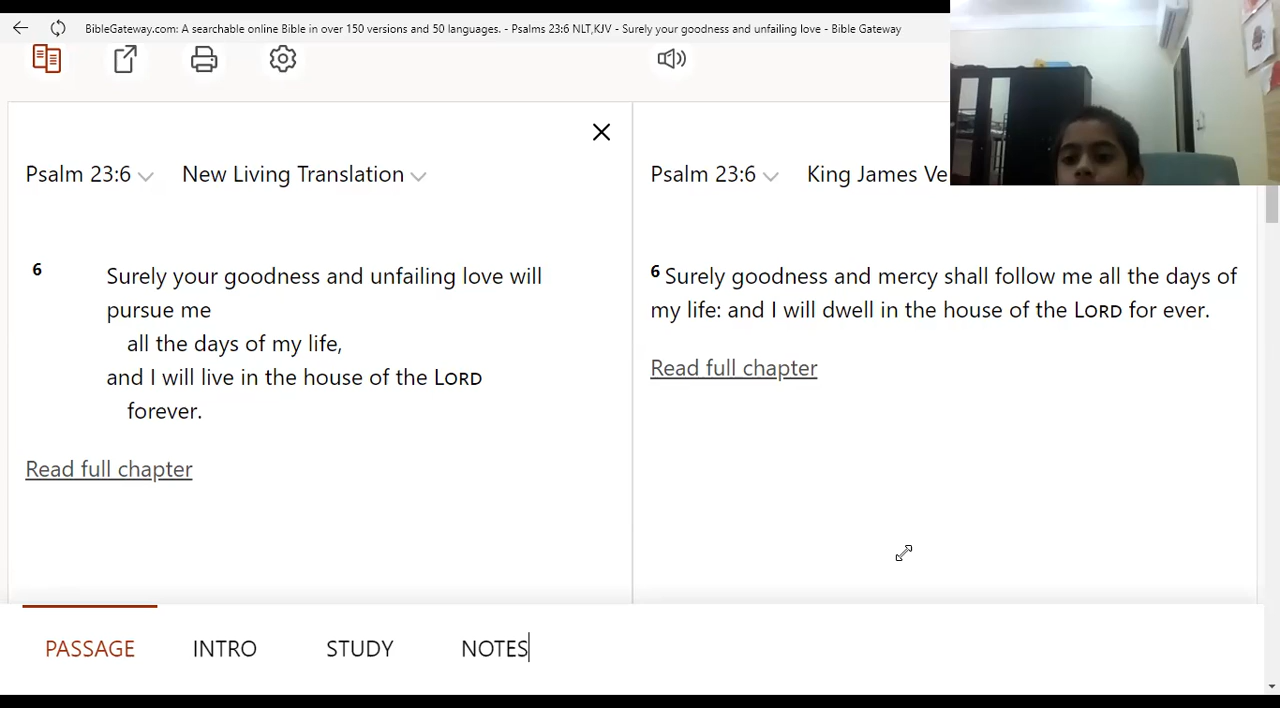 BibleGateway.com: A searchable online Bible in over 150 versions and 50 languages. - Psalms 23:6 NLT,KJV - Surely your goodness and unfailing love - Bible Gateway
Psalm 23:6 New Living Translation
6 Surely your goodness and unfailing love will
pursue me
all the days of my life,
and I will live in the house of the LORD
forever.
Read full chapter
Psalm 23:6 King James Ve
6 Surely goodness and mercy shall follow me all the days of
my life: and I will dwell in the house of the LORD for ever.
Read full chapter
PASSAGE INTRO STUDY NOTES